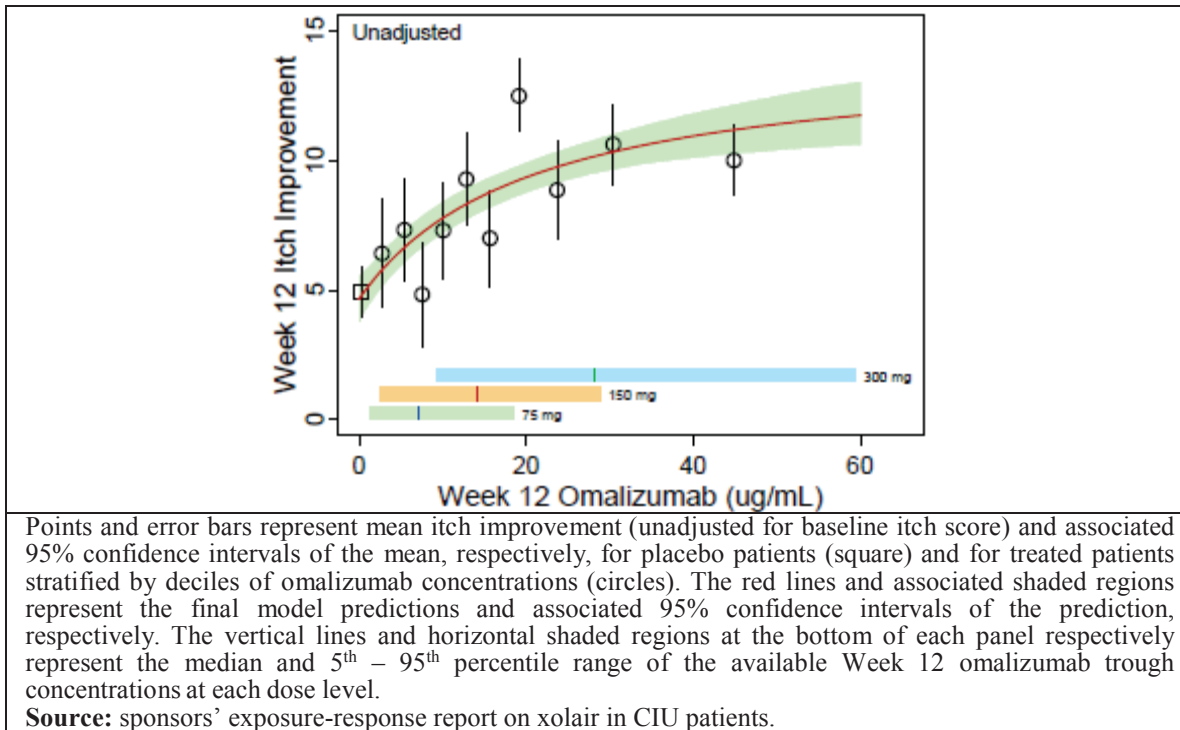 Unadjusted
15
10
5
0
Week 12 Itch Improvement
300 mg
150 mg
75 mg
0 20 40 60
Week 12 Omalizumab (ug/mL)
Points and error bars represent mean itch improvement (unadjusted for baseline itch score) and associated
95% confidence intervals of the mean, respectively, for placebo patients (square) and for treated patients
stratified by deciles of omalizumab concentrations (circles). The red lines and associated shaded regions
represent the final model predictions and associated 95% confidence intervals of the prediction,
respectively. The vertical lines and horizontal shaded regions at the bottom of each panel respectively
represent the median and 5th – 95th percentile range of the available Week 12 omalizumab trough
concentrations at each dose level.
Source: sponsors’ exposure-response report on xolair in CIU patients.